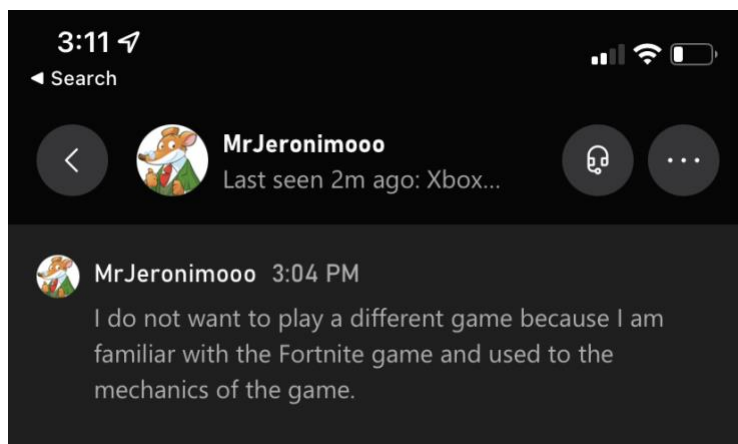 3:11
◀ Search
MrJeronimooo
Last seen 2m ago: Xbox...
MrJeronimooo 3:04 PM
I do not want to play a different game because I am
familiar with the Fortnite game and used to the
mechanics of the game.